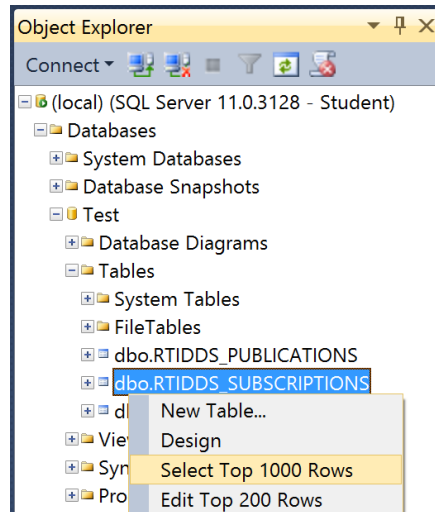 Object Explorer
Connect
(local) (SQL Server 11.0.3128 - Student)
Databases
System Databases
Database Snapshots
Test
Database Diagrams
Tables
System Tables
FileTables
dbo.RTIDDS_PUBLICATIONS
dbo.RTIDDS_SUBSCRIPTIONS
New Table...
Design
Select Top 1000 Rows
Edit Top 200 Rows